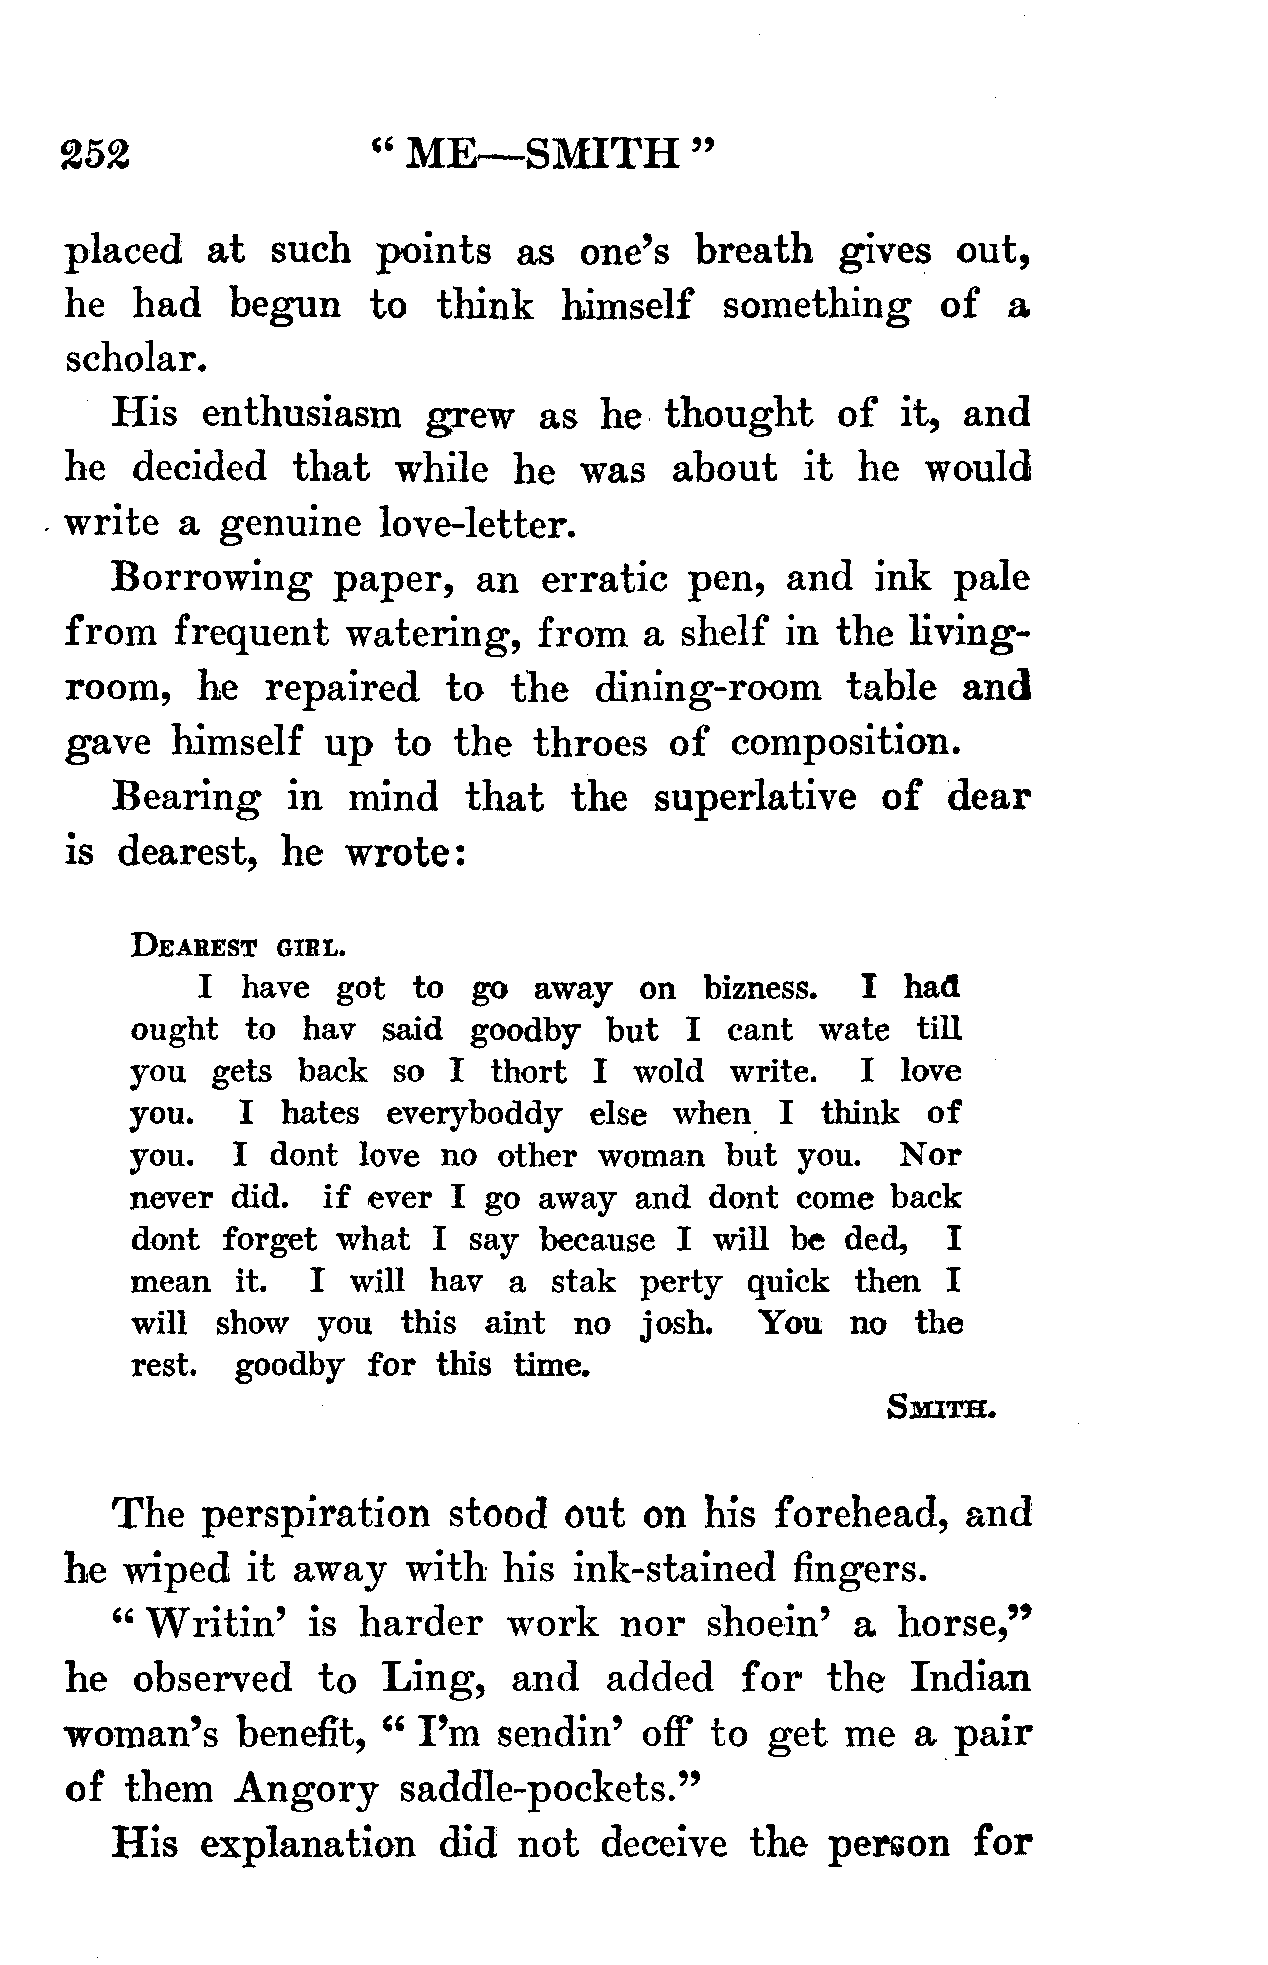 252 “ ME—SMITH ”
placed at such points as one’s breath gives out,
he had begun to think himself something of a
scholar.
His enthusiasm grew as he thought of it, and
he decided that while he was about it he would
write a genuine love-letter.
Borrowing paper, an erratic pen, and ink pale
from frequent watering, from a shelf in the living-
room, he repaired to the dining-room table and
gave himself up to the throes of composition.
Bearing in mind that the superlative of dear
is dearest, he wrote:
DEAREST GIRL.
I have got to go away on bizness. I had
ought to hav said goodby but I cant wate till
you gets back so I thort I wold write. I love
you. I hates everyboddy else when I think of
you. I dont love no other woman but you. Nor
never did. if ever I go away and dont come back
dont forget what I say because I will be ded, I
mean it. I will hav a stak perty quick then I
will show you this aint no josh. You no the
rest. goodby for this time.
SMITH.
The perspiration stood out on his forehead, and
he wiped it away with his ink-stained fingers.
“ Writin’ is harder work nor shoein’ a horse,”
he observed to Ling, and added for the Indian
woman’s benefit, “ I’m sendin’ off to get me a pair
of them Angory saddle-pockets.”
His explanation did not deceive the person for